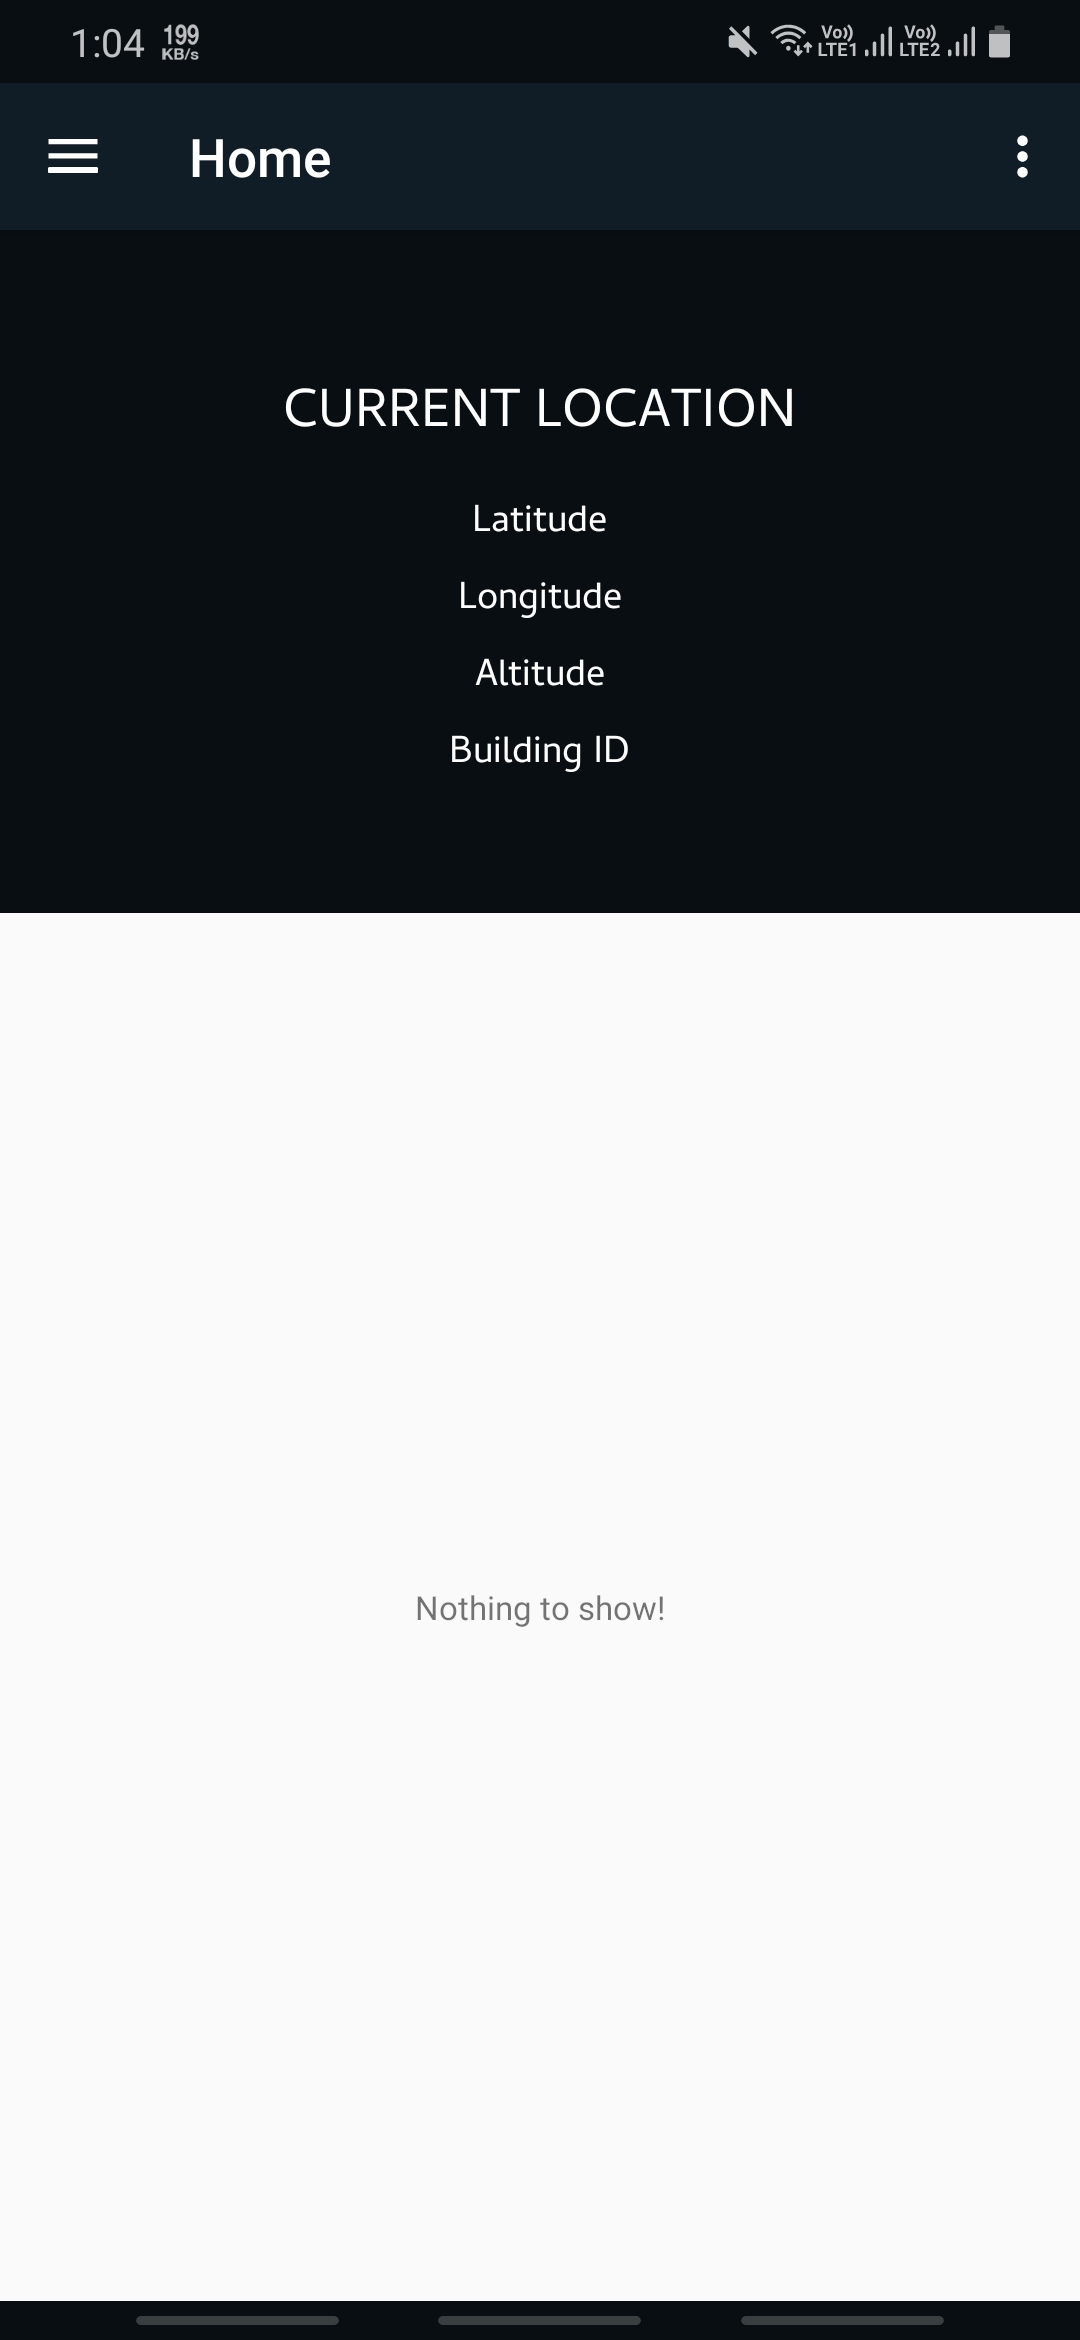 1:04 199 KB/s Vo)) LTE1 Vo)) LTE2
Home
CURRENT LOCATION
Latitude
Longitude
Altitude
Building ID
Nothing to show!